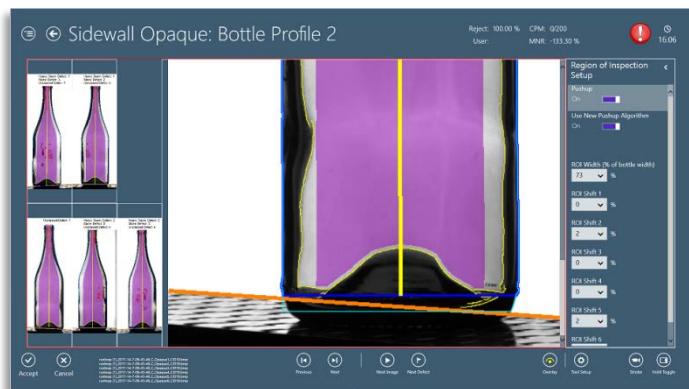 Sidewall Opaque: Bottle Profile 2
Reject: 100.00 % CPM: 0/200
User: MNR: -133.30 %
16:06
Region of Inspection
Setup
Pushup
On
Use New Pushup Algorithm
On
ROI Width (% of bottle width)
73 %
ROI Shift 1
0 %
ROI Shift 2
2 %
ROI Shift 3
0 %
ROI Shift 4
0 %
ROI Shift 5
2 %
ROI Shift 6
Accept
Cancel
Previous
Next
Next Image
Next Defect
Overlay
Tool Setup
Strobe
Hold Toggle